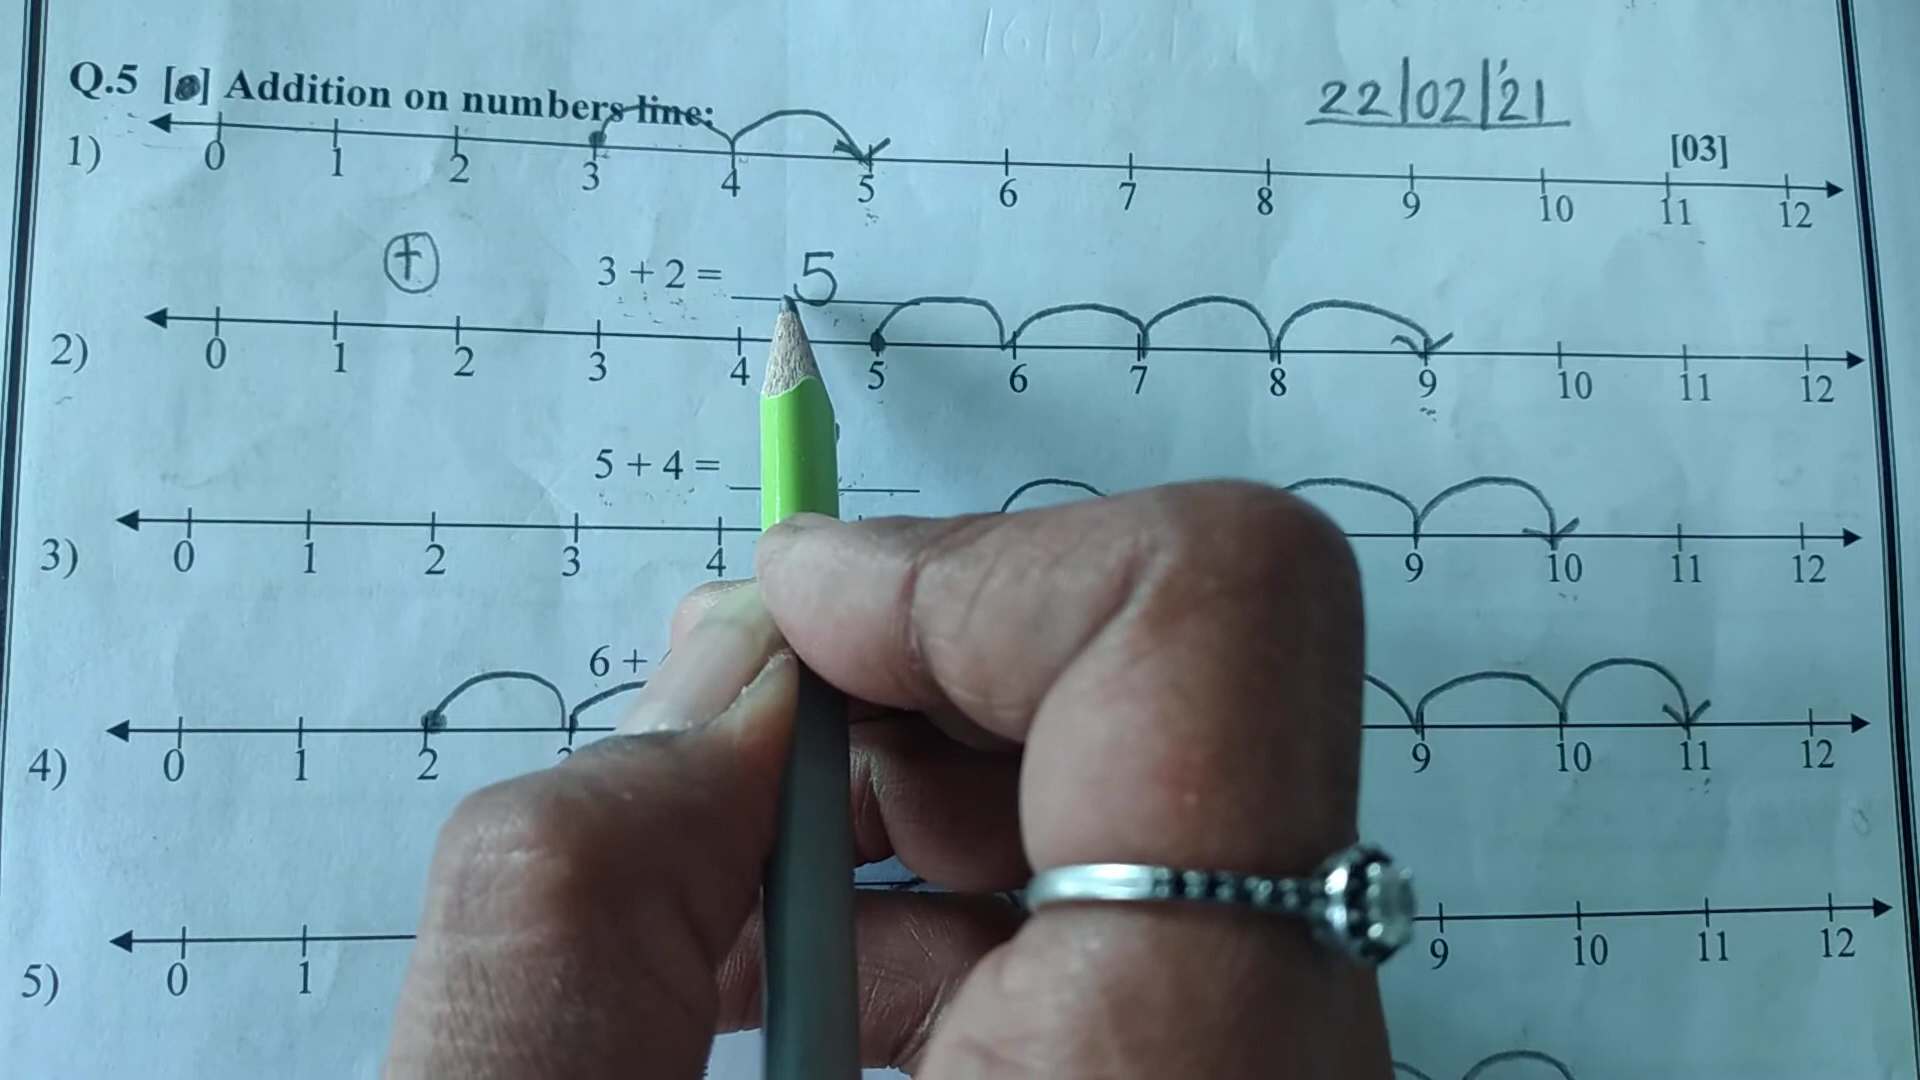 Q.5 [] Addition on numbers line:
22/02/'21
[03]
1) 0 1 2 3 4 5 6 7 8 9 10 11 12
+
3 + 2 = 5
2) 0 1 2 3 4 5 6 7 8 9 10 11 12
5 + 4 =
3) 0 1 2 3 4 9 10 11 12
6 +
4) 0 1 2 9 10 11 12
5) 0 1 9 10 11 12